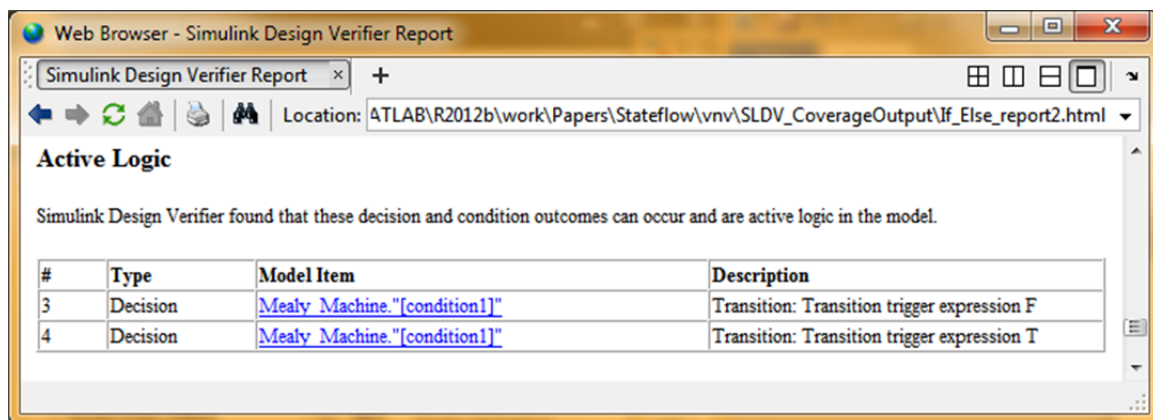 Web Browser - Simulink Design Verifier Report
Simulink Design Verifier Report × +
Location: ATLAB\R2012b\work\Papers\Stateflow\vnv\SLDV_CoverageOutput\If_Else_report2.html
Active Logic
Simulink Design Verifier found that these decision and condition outcomes can occur and are active logic in the model.
# Type Model Item Description
3 Decision Mealy_Machine."[condition1]" Transition: Transition trigger expression F
4 Decision Mealy_Machine."[condition1]" Transition: Transition trigger expression T